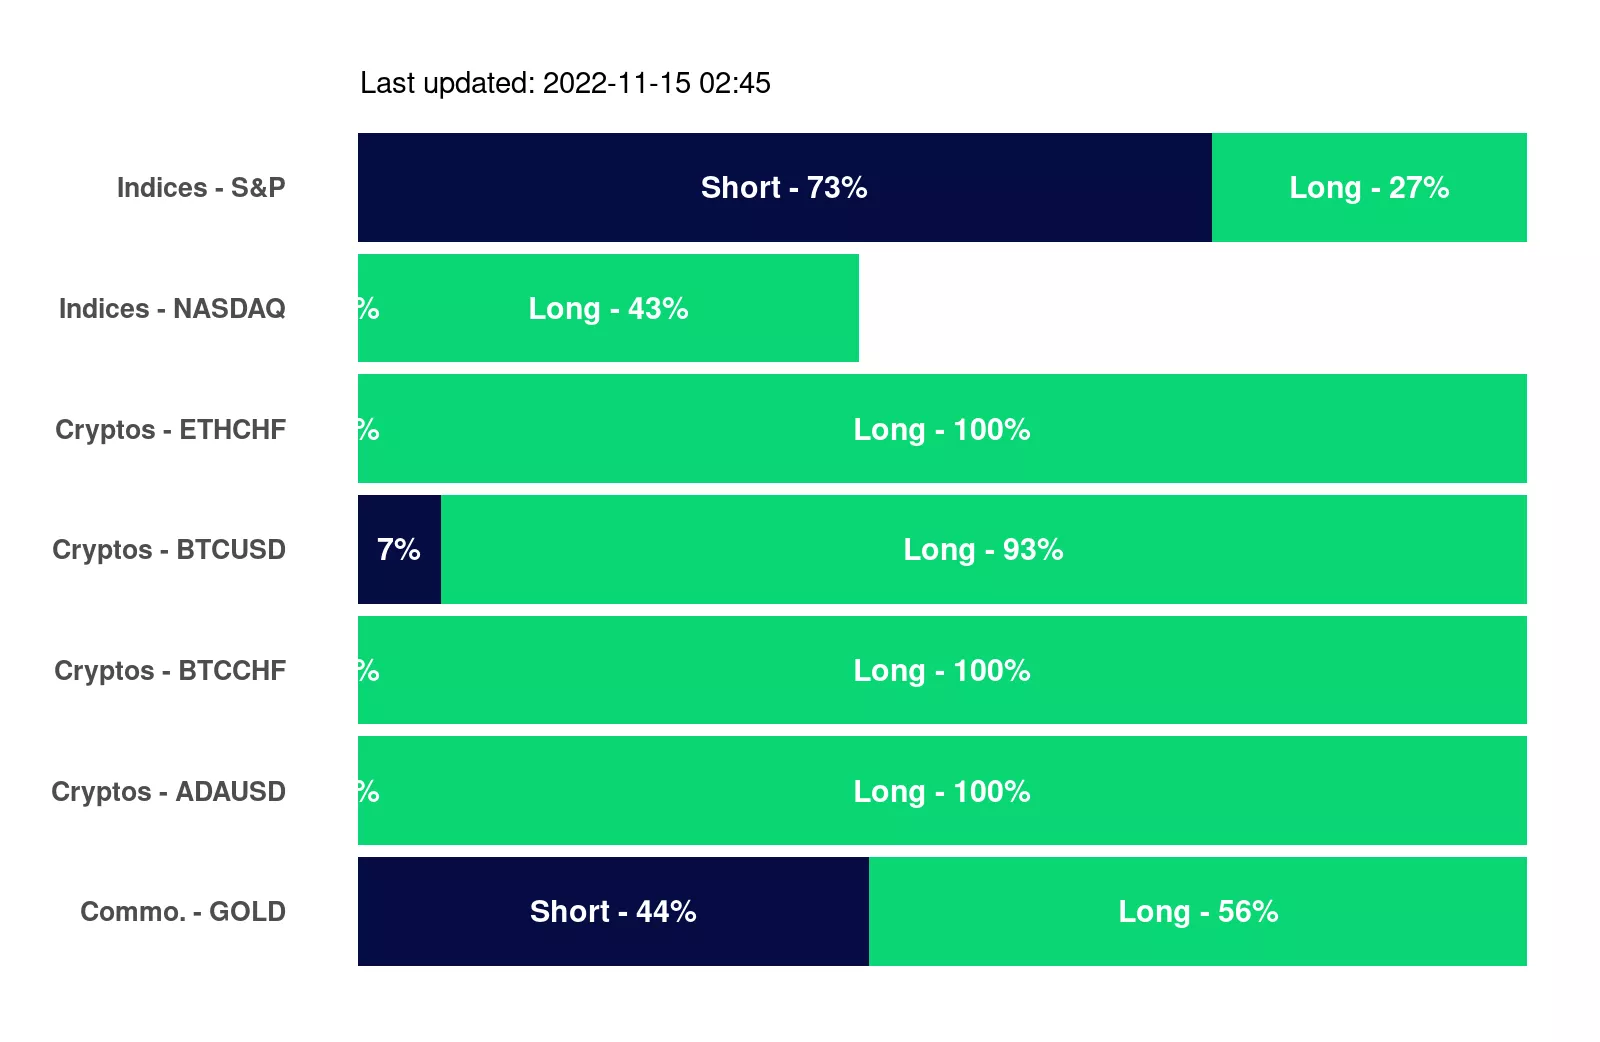 Last updated: 2022-11-15 02:45
Indices - S&P Short - 73% Long - 27%
Indices - NASDAQ % Long - 43%
Cryptos - ETHCHF % Long - 100%
Cryptos - BTCUSD 7% Long - 93%
Cryptos - BTCCHF % Long - 100%
Cryptos - ADAUSD % Long - 100%
Commo. - GOLD Short - 44% Long - 56%